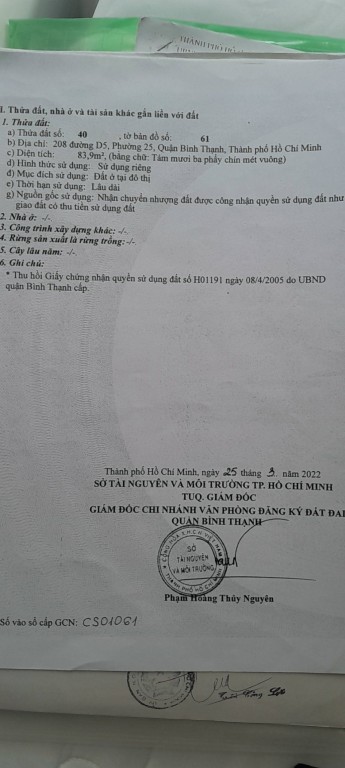 THÀNH PHỐ HỒ
I. Thửa đất, nhà ở và tài sản khác gắn liền với đất
1. Thửa đất:
a) Thửa đất số: 40 , tờ bản đồ số: 61
b) Địa chỉ: 208 đường D5, Phường 25, Quận Bình Thạnh, Thành phố Hồ Chí Minh
c) Diện tích: 83,9m², (bằng chữ: Tám mươi ba phẩy chín mét vuông)
d) Hình thức sử dụng: Sử dụng riêng
đ) Mục đích sử dụng: Đất ở tại đô thị
e) Thời hạn sử dụng: Lâu dài
g) Nguồn gốc sử dụng: Nhận chuyển nhượng đất được công nhận quyền sử dụng đất như
giao đất có thu tiền sử dụng đất
2. Nhà ở: -/-
3. Công trình xây dựng khác: -/-
4. Rừng sản xuất là rừng trồng: -/-
5. Cây lâu năm: -/-
6. Ghi chú:
* Thu hồi Giấy chứng nhận quyền sử dụng đất số H01191 ngày 08/4/2005 do UBND
quận Bình Thạnh cấp.
Thành phố Hồ Chí Minh, ngày 25 tháng 3 năm 2022
SỞ TÀI NGUYÊN VÀ MÔI TRƯỜNG TP. HỒ CHÍ MINH
TUQ. GIÁM ĐỐC
GIÁM ĐỐC CHI NHÁNH VĂN PHÒNG ĐĂNG KÝ ĐẤT ĐAI
QUẬN BÌNH THẠNH
SỞ
TÀI NGUYÊN
VÀ MÔI TRƯỜNG
Phạm Hoàng Thủy Nguyên
Số vào sổ cấp GCN: CS01061